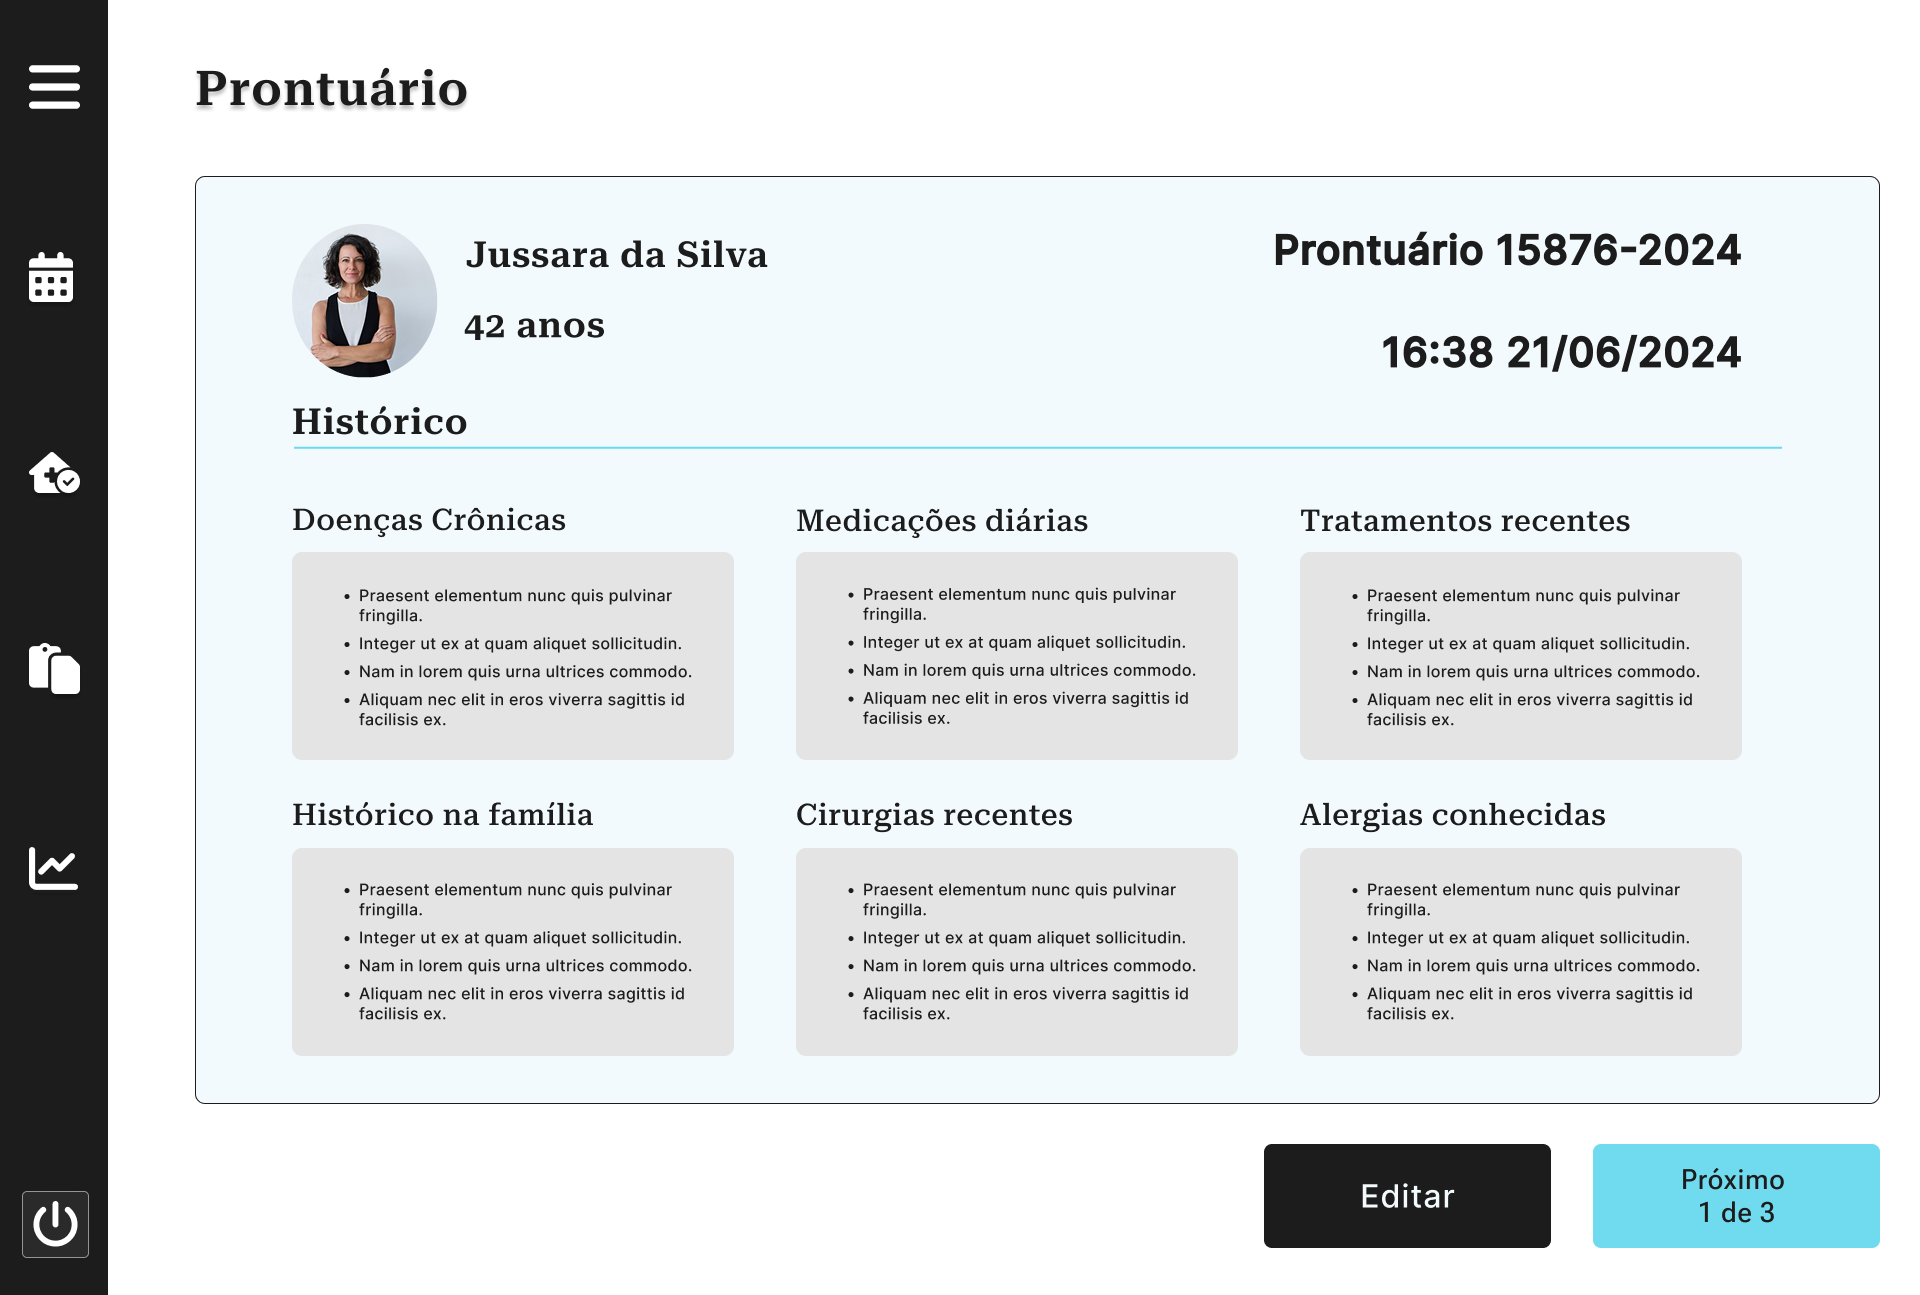 Prontuário
Jussara da Silva
42 anos
Prontuário 15876-2024
16:38 21/06/2024
Histórico
Doenças Crônicas
• Praesent elementum nunc quis pulvinar
fringilla.
• Integer ut ex at quam aliquet sollicitudin.
• Nam in lorem quis urna ultrices commodo.
• Aliquam nec elit in eros viverra sagittis id
facilisis ex.
Medicações diárias
• Praesent elementum nunc quis pulvinar
fringilla.
• Integer ut ex at quam aliquet sollicitudin.
• Nam in lorem quis urna ultrices commodo.
• Aliquam nec elit in eros viverra sagittis id
facilisis ex.
Tratamentos recentes
• Praesent elementum nunc quis pulvinar
fringilla.
• Integer ut ex at quam aliquet sollicitudin.
• Nam in lorem quis urna ultrices commodo.
• Aliquam nec elit in eros viverra sagittis id
facilisis ex.
Histórico na família
• Praesent elementum nunc quis pulvinar
fringilla.
• Integer ut ex at quam aliquet sollicitudin.
• Nam in lorem quis urna ultrices commodo.
• Aliquam nec elit in eros viverra sagittis id
facilisis ex.
Cirurgias recentes
• Praesent elementum nunc quis pulvinar
fringilla.
• Integer ut ex at quam aliquet sollicitudin.
• Nam in lorem quis urna ultrices commodo.
• Aliquam nec elit in eros viverra sagittis id
facilisis ex.
Alergias conhecidas
• Praesent elementum nunc quis pulvinar
fringilla.
• Integer ut ex at quam aliquet sollicitudin.
• Nam in lorem quis urna ultrices commodo.
• Aliquam nec elit in eros viverra sagittis id
facilisis ex.
Editar
Próximo
1 de 3